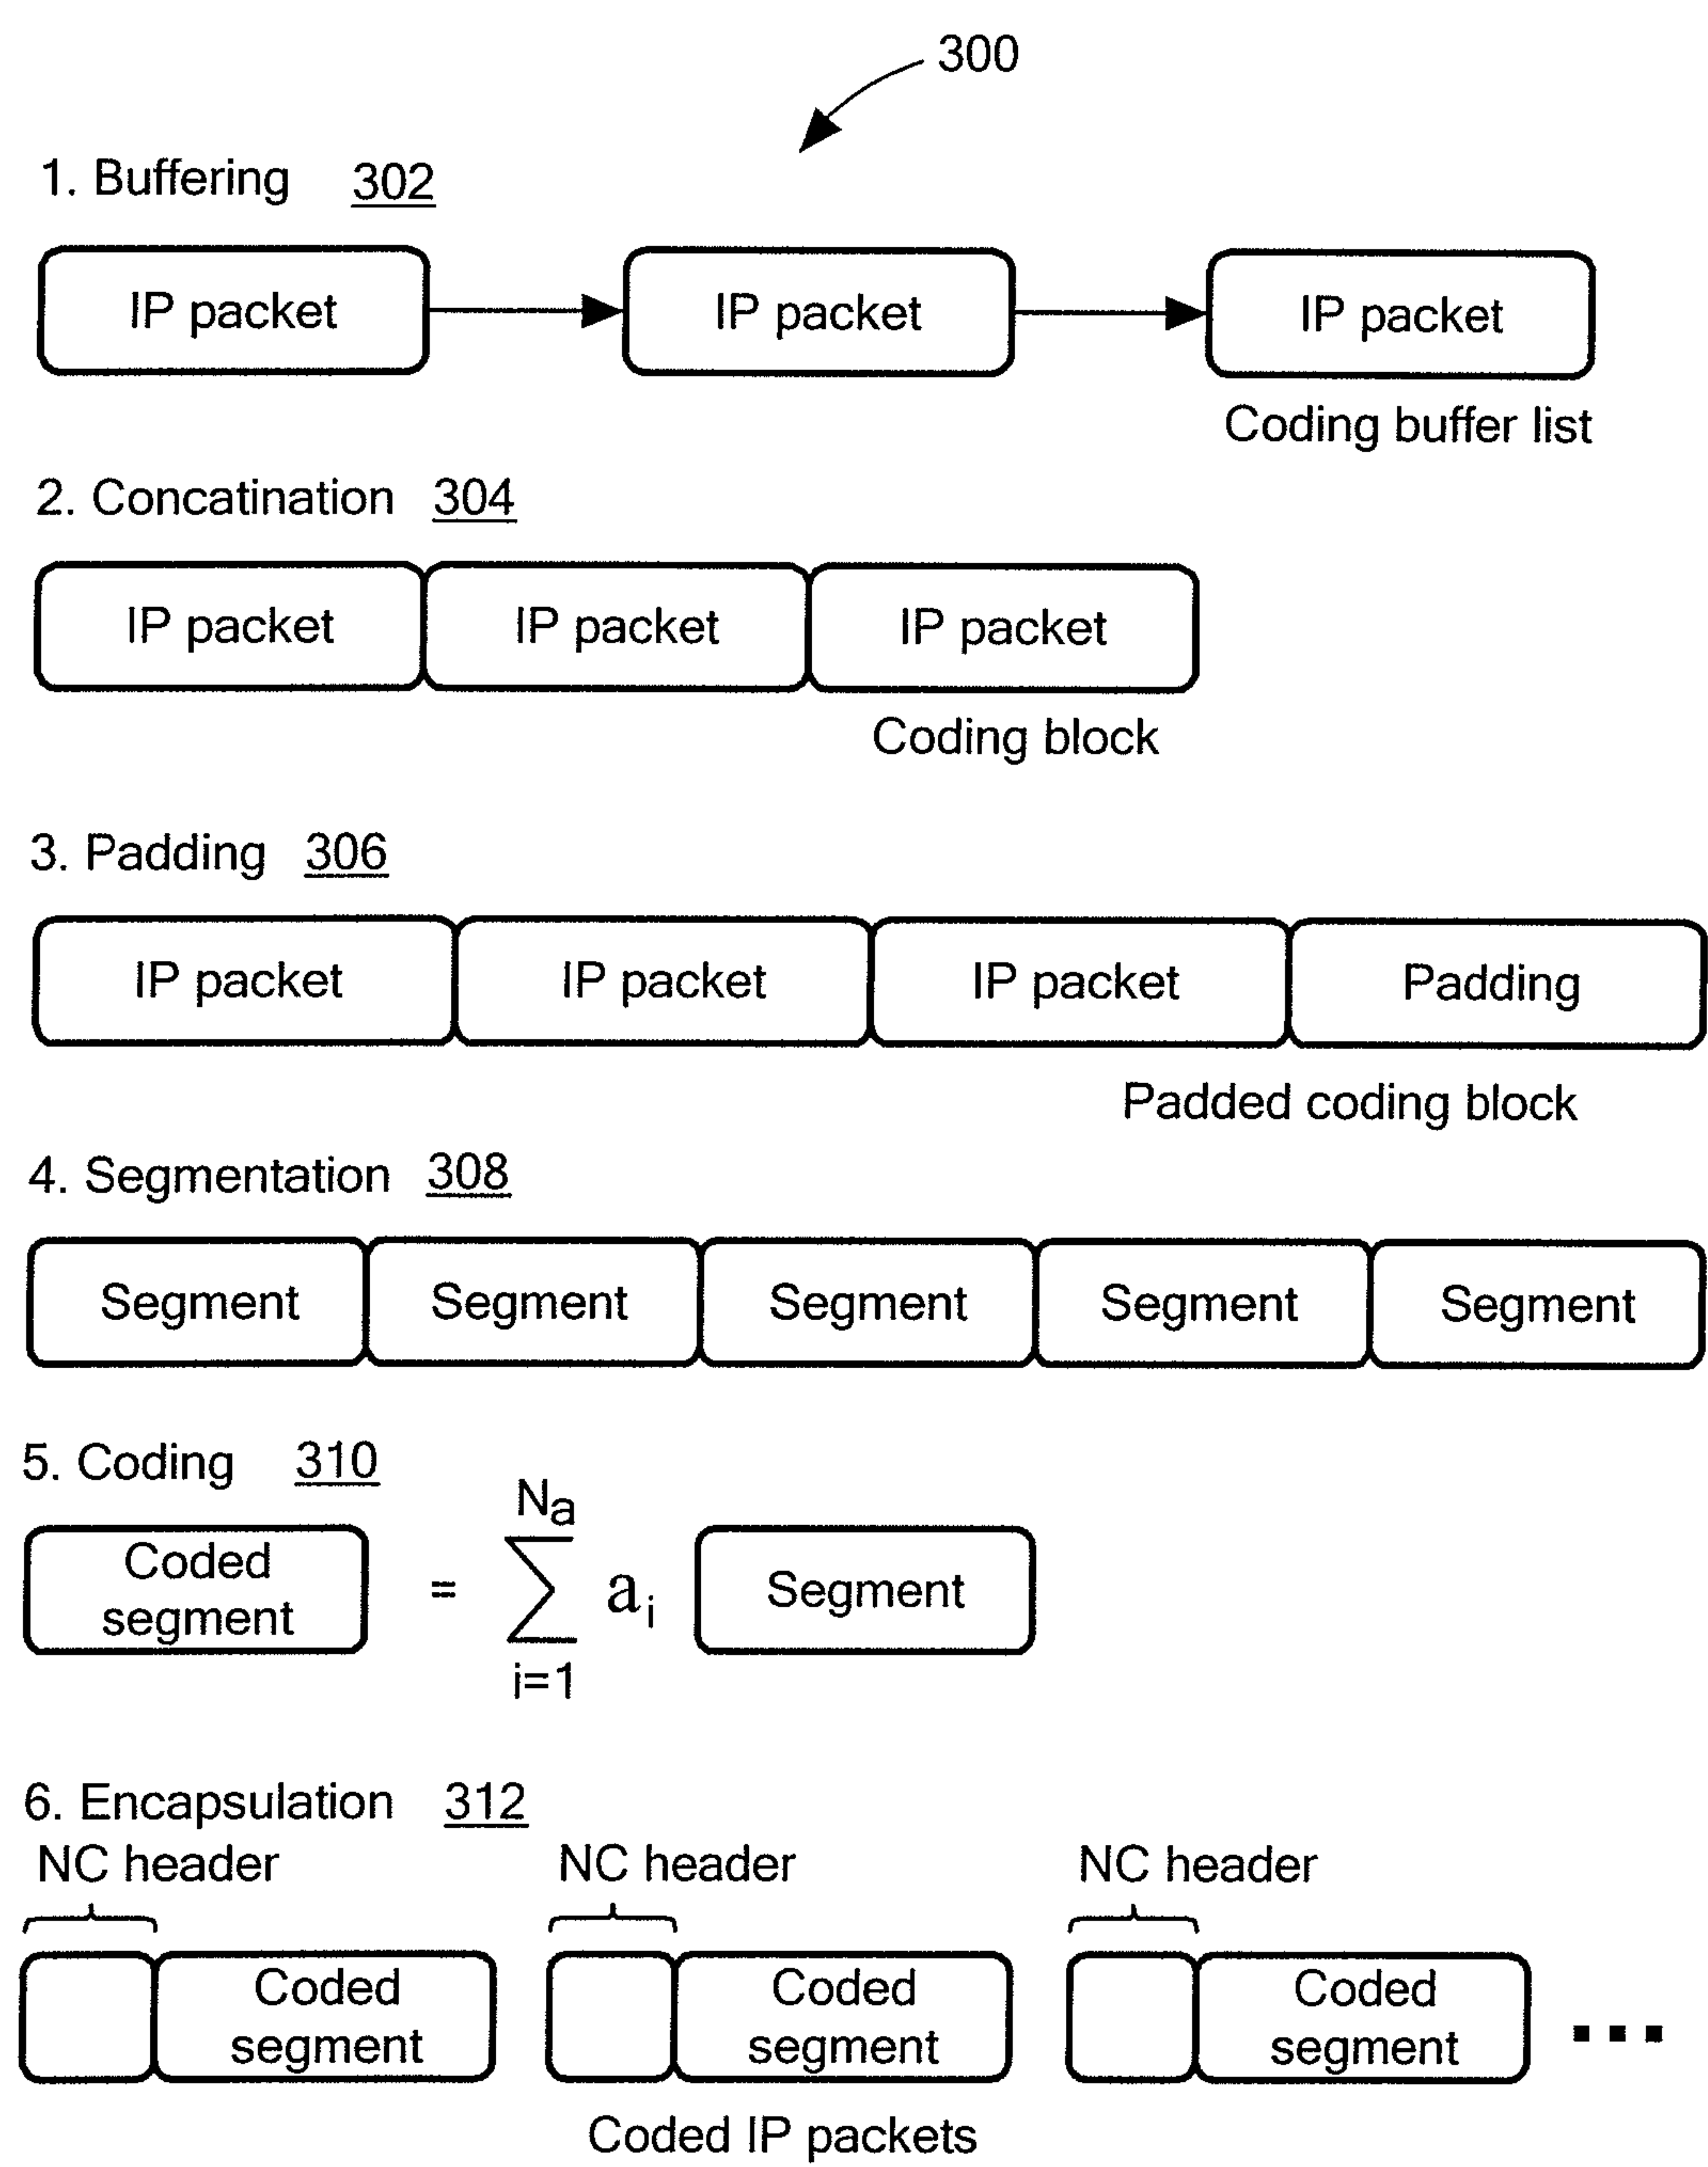 300
1. Buffering 302
IP packet IP packet IP packet
Coding buffer list
2. Concatination 304
IP packet IP packet IP packet
Coding block
3. Padding 306
IP packet IP packet IP packet Padding
Padded coding block
4. Segmentation 308
Segment Segment Segment Segment Segment
5. Coding 310
Coded segment = ∑ Na i=1 ai Segment
6. Encapsulation 312
NC header NC header NC header
Coded Coded Coded
segment segment segment ...
Coded IP packets